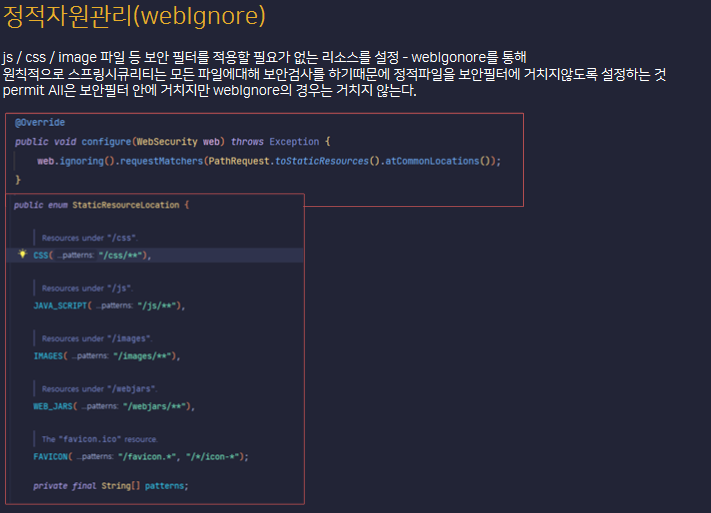 정적자원관리(webIgnore)
js / css / image 파일 등 보안 필터를 적용할 필요가 없는 리소스를 설정 - webIgonore를 통해
원칙적으로 스프링시큐리티는 모든 파일에대해 보안검사를 하기때문에 정적파일을 보안필터에 거치지않도록 설정하는 것
permit All은 보안필터 안에 거치지만 webIgnore의 경우는 거치지 않는다.
@Override
public void configure(WebSecurity web) throws Exception {
web.ignoring().requestMatchers(PathRequest.toStaticResources().atCommonLocations());
}
public enum StaticResourceLocation {
Resources under "/css".
CSS( ...patterns: "/css/**"),
Resources under "/js".
JAVA_SCRIPT( ...patterns: "/js/**"),
Resources under "/images".
IMAGES( ...patterns: "/images/**"),
Resources under "/webjars".
WEB_JARS( ...patterns: "/webjars/**"),
The "favicon.ico" resource.
FAVICON( ...patterns: "/favicon.*", "/*/icon-*");
private final String[] patterns;